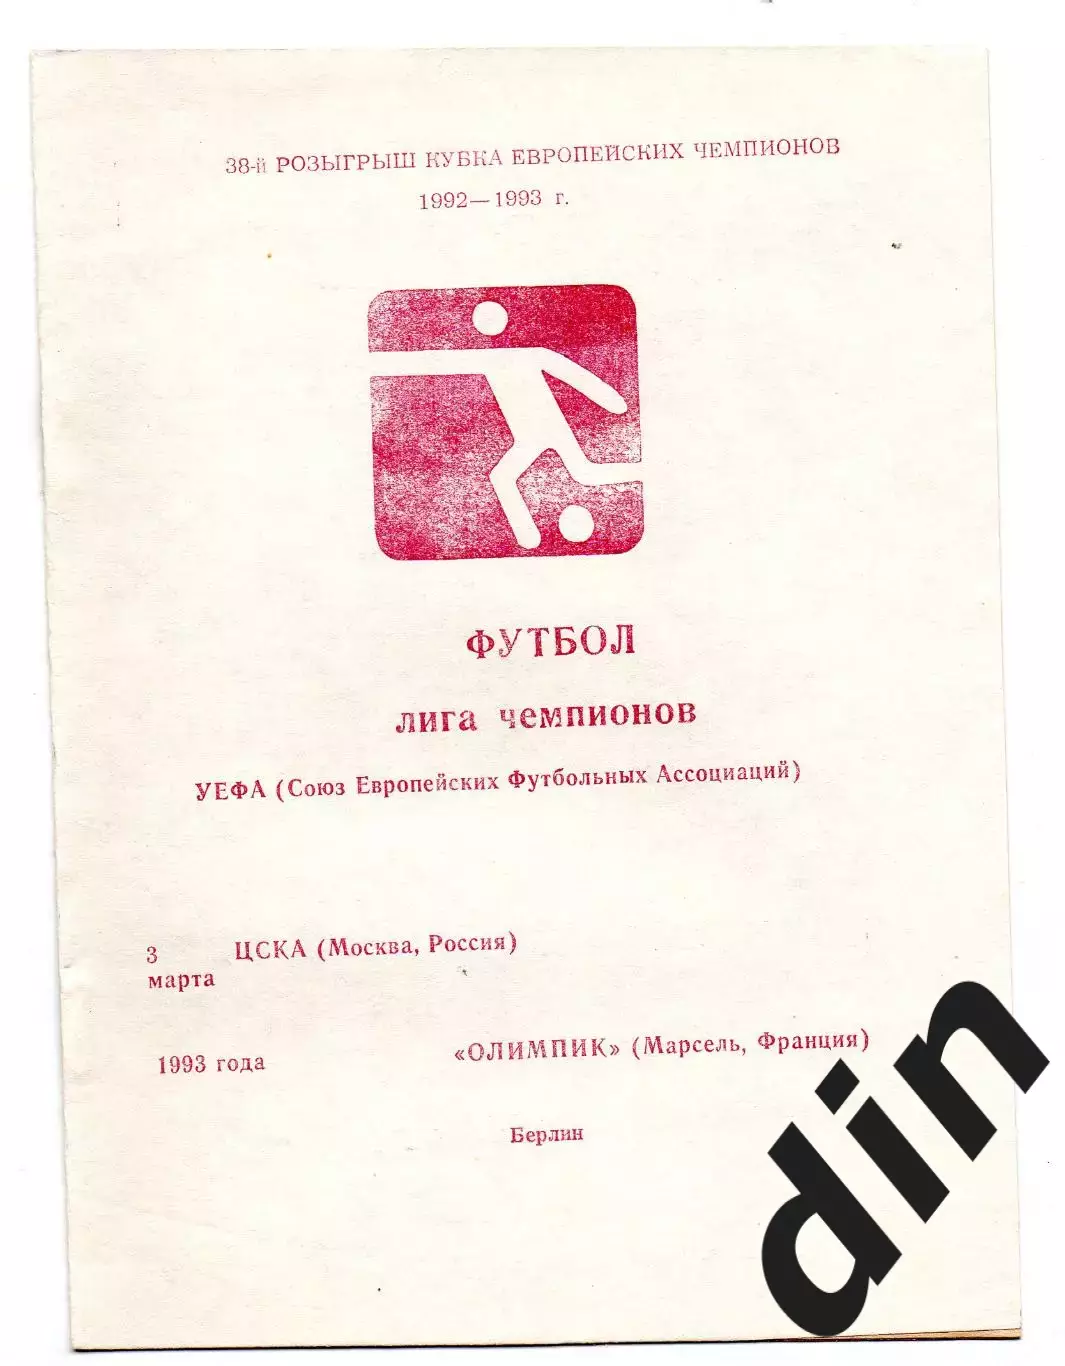 38-й РОЗЫГРЫШ КУБКА ЕВРОПЕЙСКИХ ЧЕМПИОНОВ
1992—1993 г.
ФУТБОЛ
лига чемпионов
УЕФА (Союз Европейских Футбольных Ассоциаций)
3 ЦСКА (Москва, Россия)
марта
1993 года «ОЛИМПИК» (Марсель, Франция)
Берлин
din